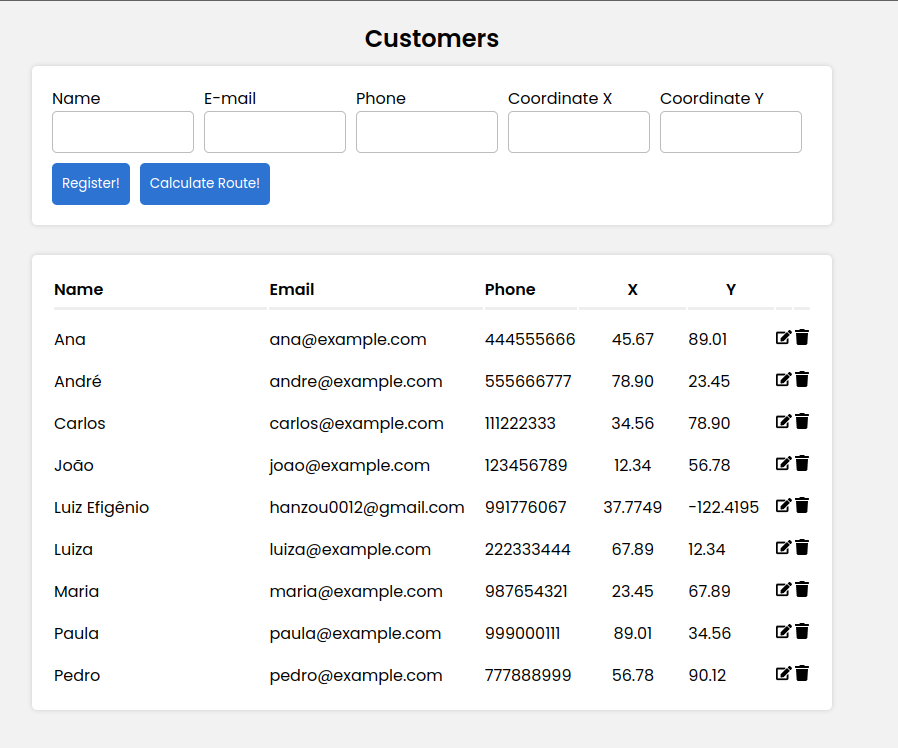 Customers
Name E-mail Phone Coordinate X Coordinate Y
Register! Calculate Route!
Name Email Phone X Y
Ana ana@example.com 444555666 45.67 89.01
André andre@example.com 555666777 78.90 23.45
Carlos carlos@example.com 111222333 34.56 78.90
João joao@example.com 123456789 12.34 56.78
Luiz Efigênio hanzou0012@gmail.com 991776067 37.7749 -122.4195
Luiza luiza@example.com 222333444 67.89 12.34
Maria maria@example.com 987654321 23.45 67.89
Paula paula@example.com 999000111 89.01 34.56
Pedro pedro@example.com 777888999 56.78 90.12